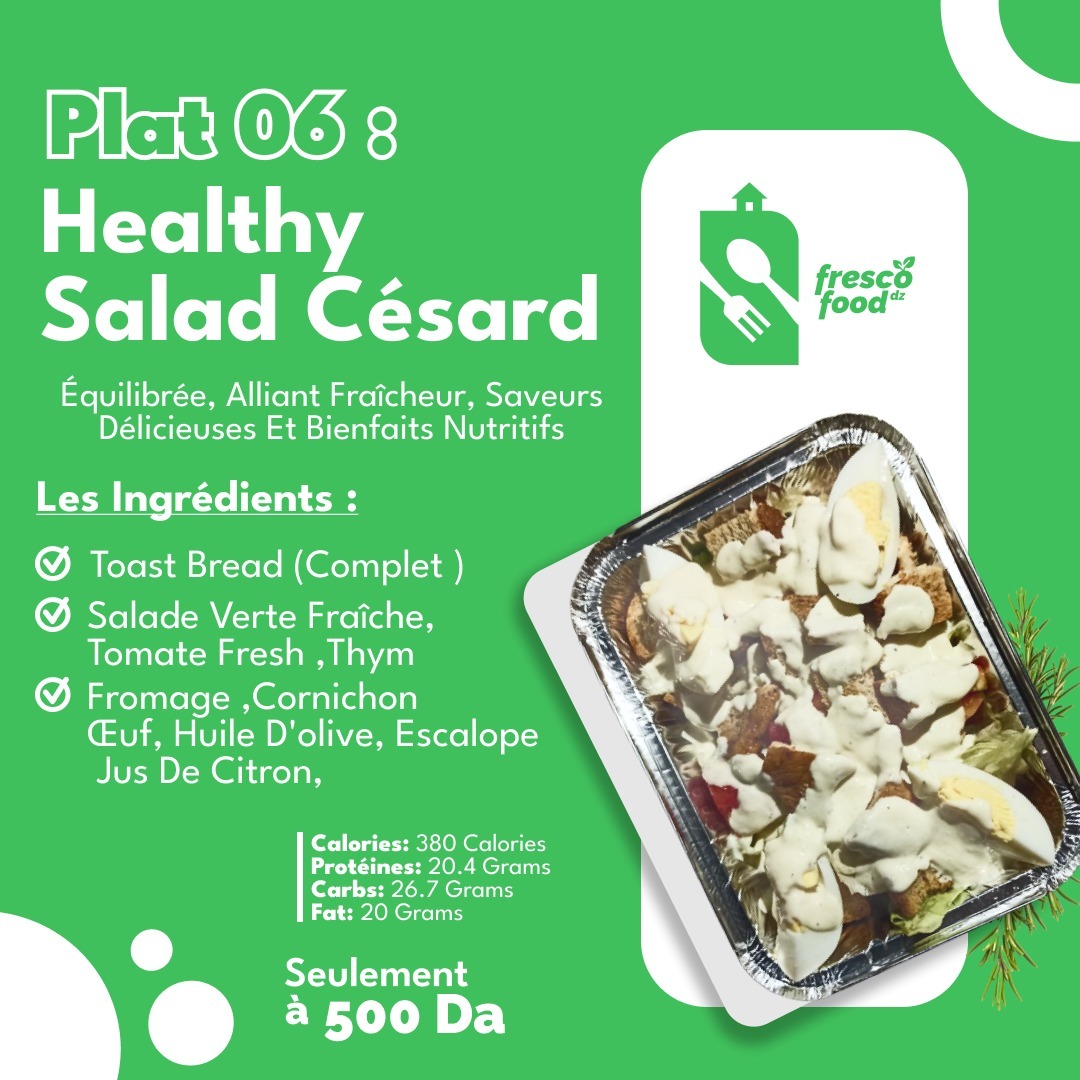 Plat 06 :
Healthy
Salad Césard
Équilibrée, Alliant Fraîcheur, Saveurs
Délicieuses Et Bienfaits Nutritifs
Les Ingrédients :
Toast Bread (Complet )
Salade Verte Fraîche,
Tomate Fresh ,Thym
Fromage ,Cornichon
Œuf, Huile D'olive, Escalope
Jus De Citron,
Calories: 380 Calories
Protéines: 20.4 Grams
Carbs: 26.7 Grams
Fat: 20 Grams
Seulement
à 500 Da
fresco
food dz